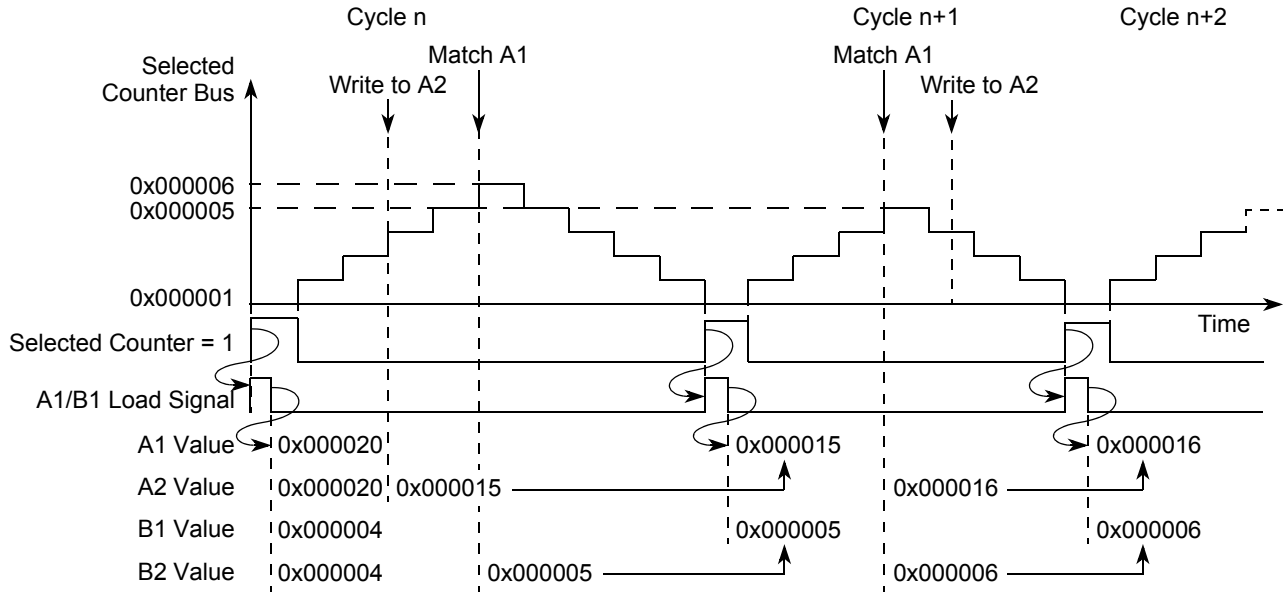 Cycle n
Cycle n+1
Cycle n+2
Match A1
Match A1
Selected
Counter Bus
Write to A2
Write to A2
0x000006
0x000005
0x000001
Time
Selected Counter = 1
A1/B1 Load Signal
A1 Value 0x000020 0x000015 0x000016
A2 Value 0x000020 0x000015 0x000016
B1 Value 0x000004 0x000005 0x000006
B2 Value 0x000004 0x000005 0x000006